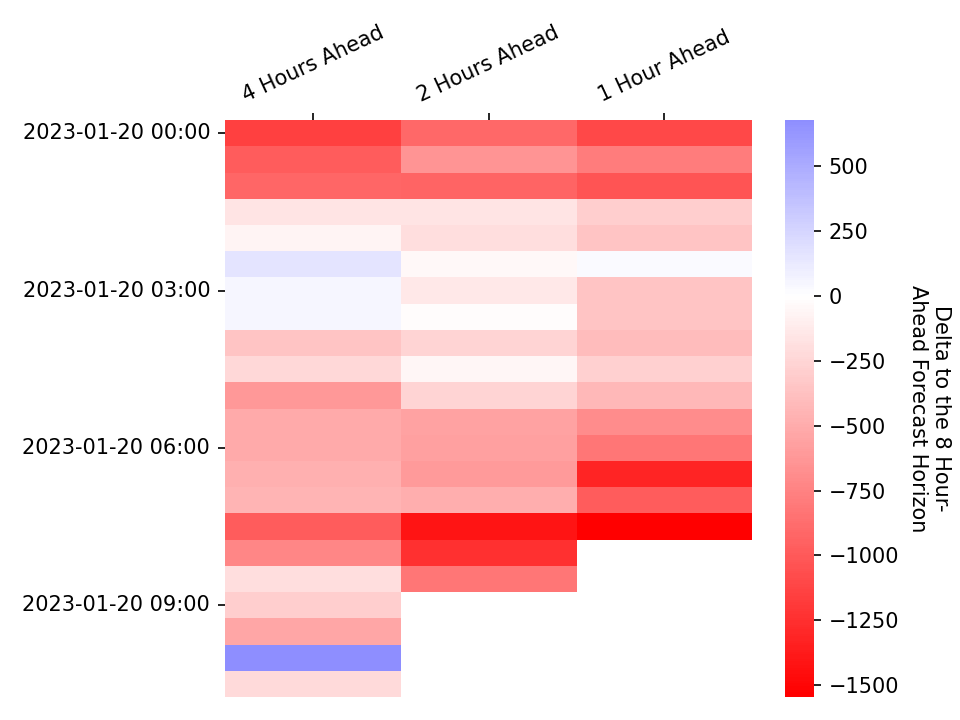 4 Hours Ahead
2 Hours Ahead
1 Hour Ahead
2023-01-20 00:00
2023-01-20 03:00
2023-01-20 06:00
2023-01-20 09:00
500
250
0
−250
−500
−750
−1000
−1250
−1500
Delta to the 8 Hour-
Ahead Forecast Horizon